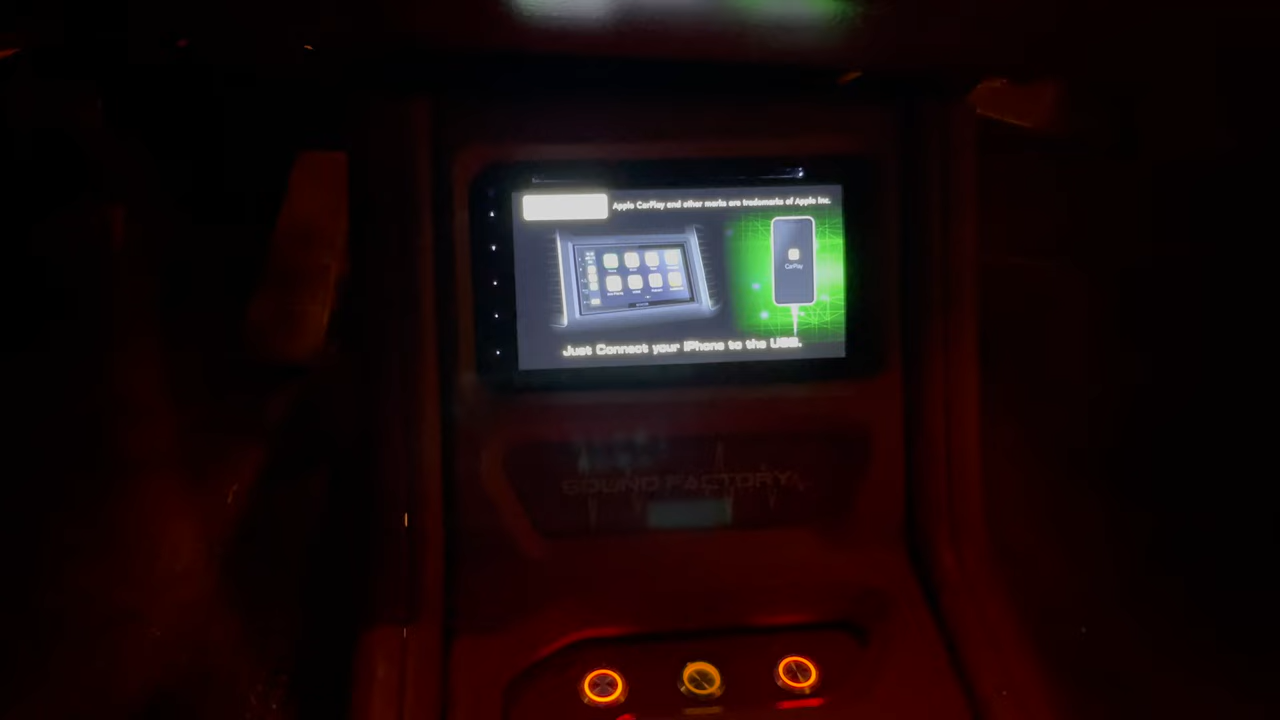 Apple CarPlay and other marks are trademarks of Apple Inc.
CarPlay
Just Connect your iPhone to the USB.
SOUND FACTORY